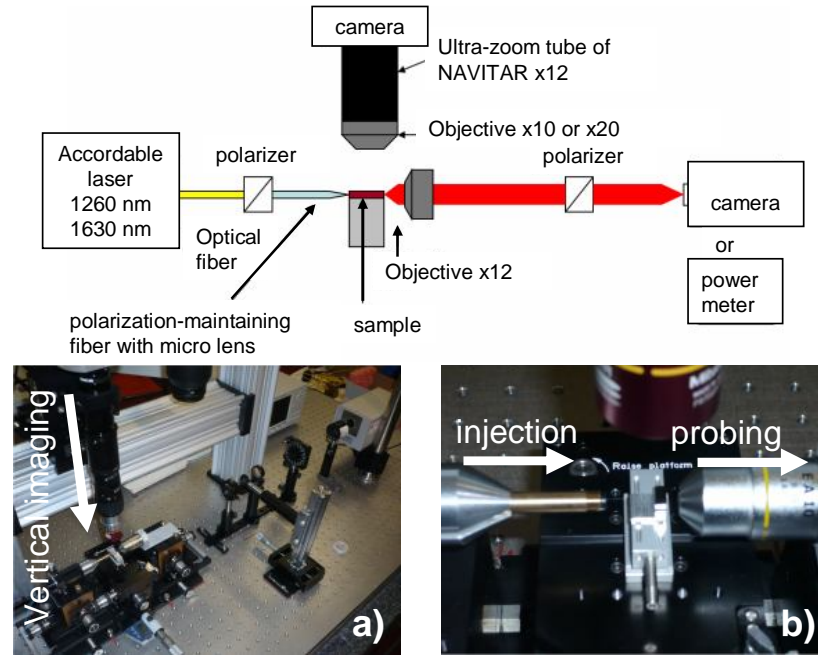 camera
Ultra-zoom tube of
NAVITAR x12
Objective x10 or x20
polarizer
polarizer
Accordable
laser
1260 nm
1630 nm
Optical
fiber
camera
or
power
meter
Objective x12
polarization-maintaining
fiber with micro lens
sample
Vertical imaging
a)
injection
probing
Raise platform
EA 10
b)